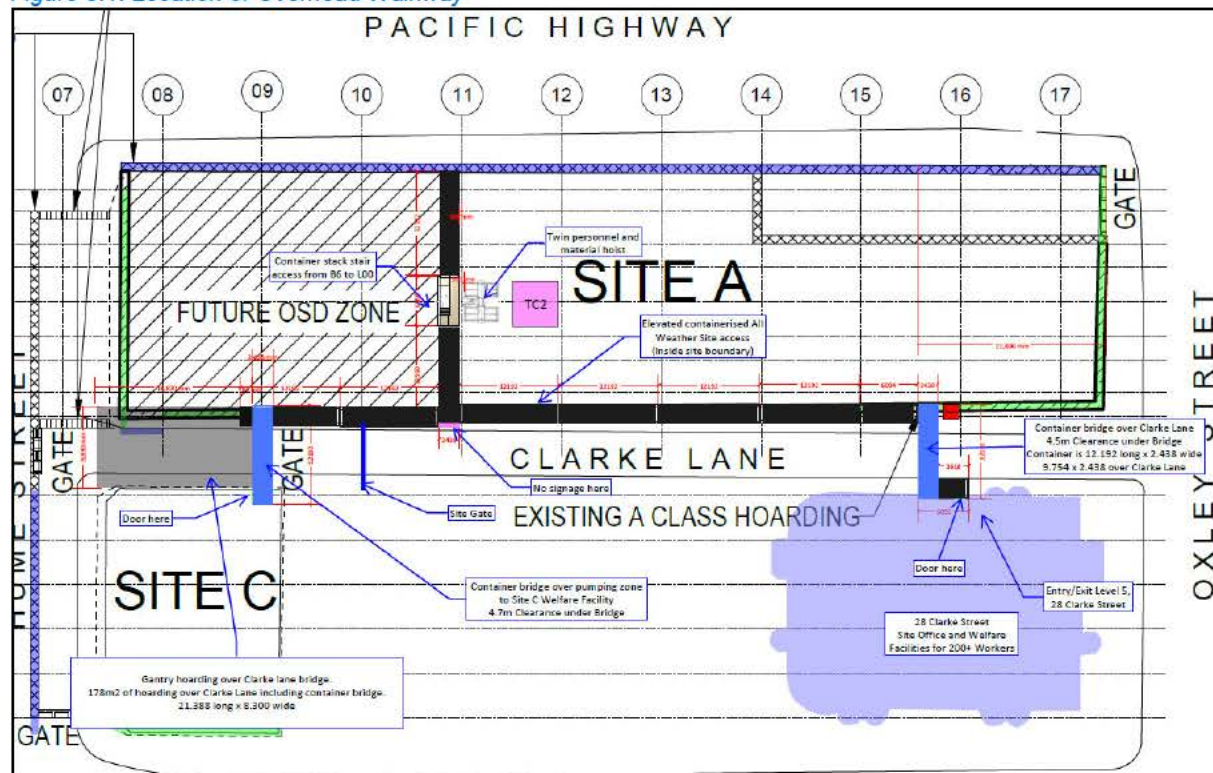 PACIFIC HIGHWAY
07 08 09 10 11 12 13 14 15 16 17
GATE
Twin personnel and
material hoist
Container stack stair
access from B6 to L00
SITE A
TC2
FUTURE OSD ZONE
Elevated containerised All
Weather Site access
(Inside site boundary)
OXLEY STREET
Container bridge over Clarke Lane
4.5m Clearance under Bridge
Container is 12.192 long x 2.438 wide
9.754 x 2.438 over Clarke Lane
GATE
GATE
CLARKE LANE
No signage here
Door here
Site Gate
EXISTING A CLASS HOARDING
Door here
SITE C
Container bridge over pumping zone
to Site C Welfare Facility
4.7m Clearance under Bridge
Entry/Exit Level 5,
28 Clarke Street
28 Clarke Street
Site Office and Welfare
Facilities for 200+ Workers
Gantry hoarding over Clarke lane bridge.
178m2 of hoarding over Clarke Lane including container bridge.
21.388 long x 8.300 wide
GATE